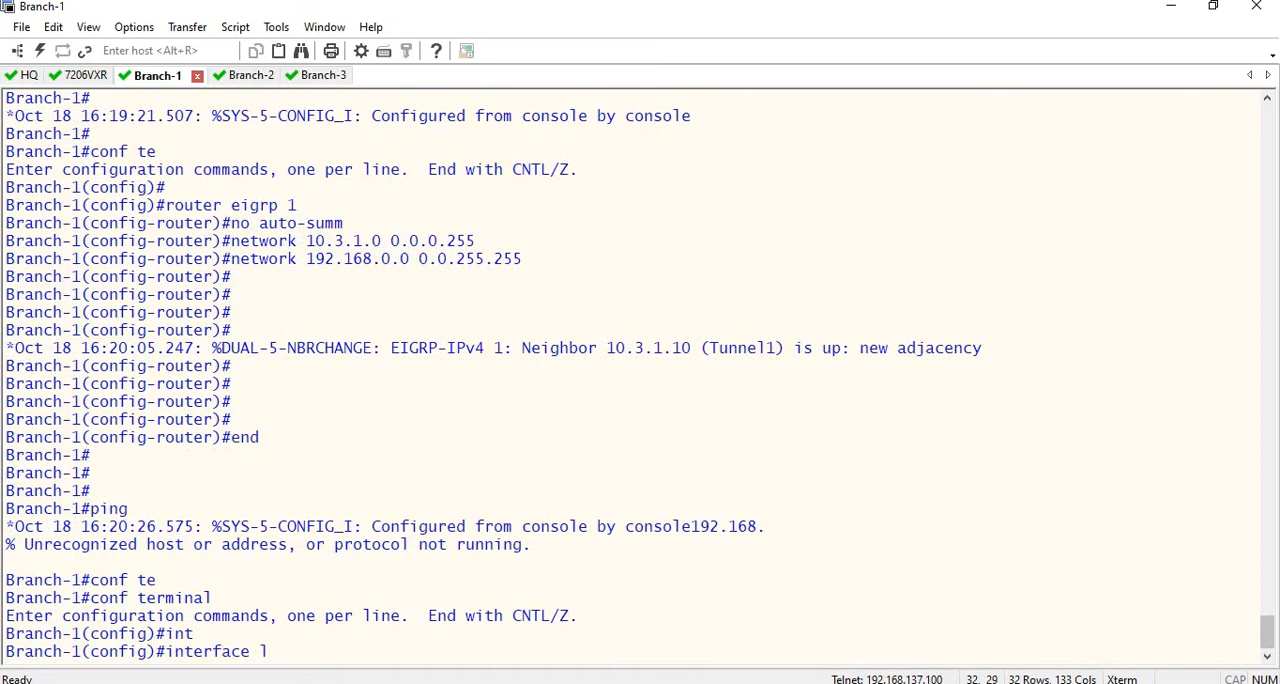 Branch-1
File Edit View Options Transfer Script Tools Window Help
Enter host <Alt+R>
HQ 7206VXR Branch-1 Branch-2 Branch-3
Branch-1#
*Oct 18 16:19:21.507: %SYS-5-CONFIG_I: Configured from console by console
Branch-1#
Branch-1#conf te
Enter configuration commands, one per line.  End with CNTL/Z.
Branch-1(config)#
Branch-1(config)#router eigrp 1
Branch-1(config-router)#no auto-summ
Branch-1(config-router)#network 10.3.1.0 0.0.0.255
Branch-1(config-router)#network 192.168.0.0 0.0.255.255
Branch-1(config-router)#
Branch-1(config-router)#
Branch-1(config-router)#
Branch-1(config-router)#
*Oct 18 16:20:05.247: %DUAL-5-NBRCHANGE: EIGRP-IPv4 1: Neighbor 10.3.1.10 (Tunnel1) is up: new adjacency
Branch-1(config-router)#
Branch-1(config-router)#
Branch-1(config-router)#
Branch-1(config-router)#
Branch-1(config-router)#end
Branch-1#
Branch-1#
Branch-1#
Branch-1#ping
*Oct 18 16:20:26.575: %SYS-5-CONFIG_I: Configured from console by console192.168.
% Unrecognized host or address, or protocol not running.
Branch-1#conf te
Branch-1#conf terminal
Enter configuration commands, one per line.  End with CNTL/Z.
Branch-1(config)#int
Branch-1(config)#interface l
Ready Telnet: 192.168.137.100 32, 29 32 Rows, 133 Cols Xterm CAP NUM